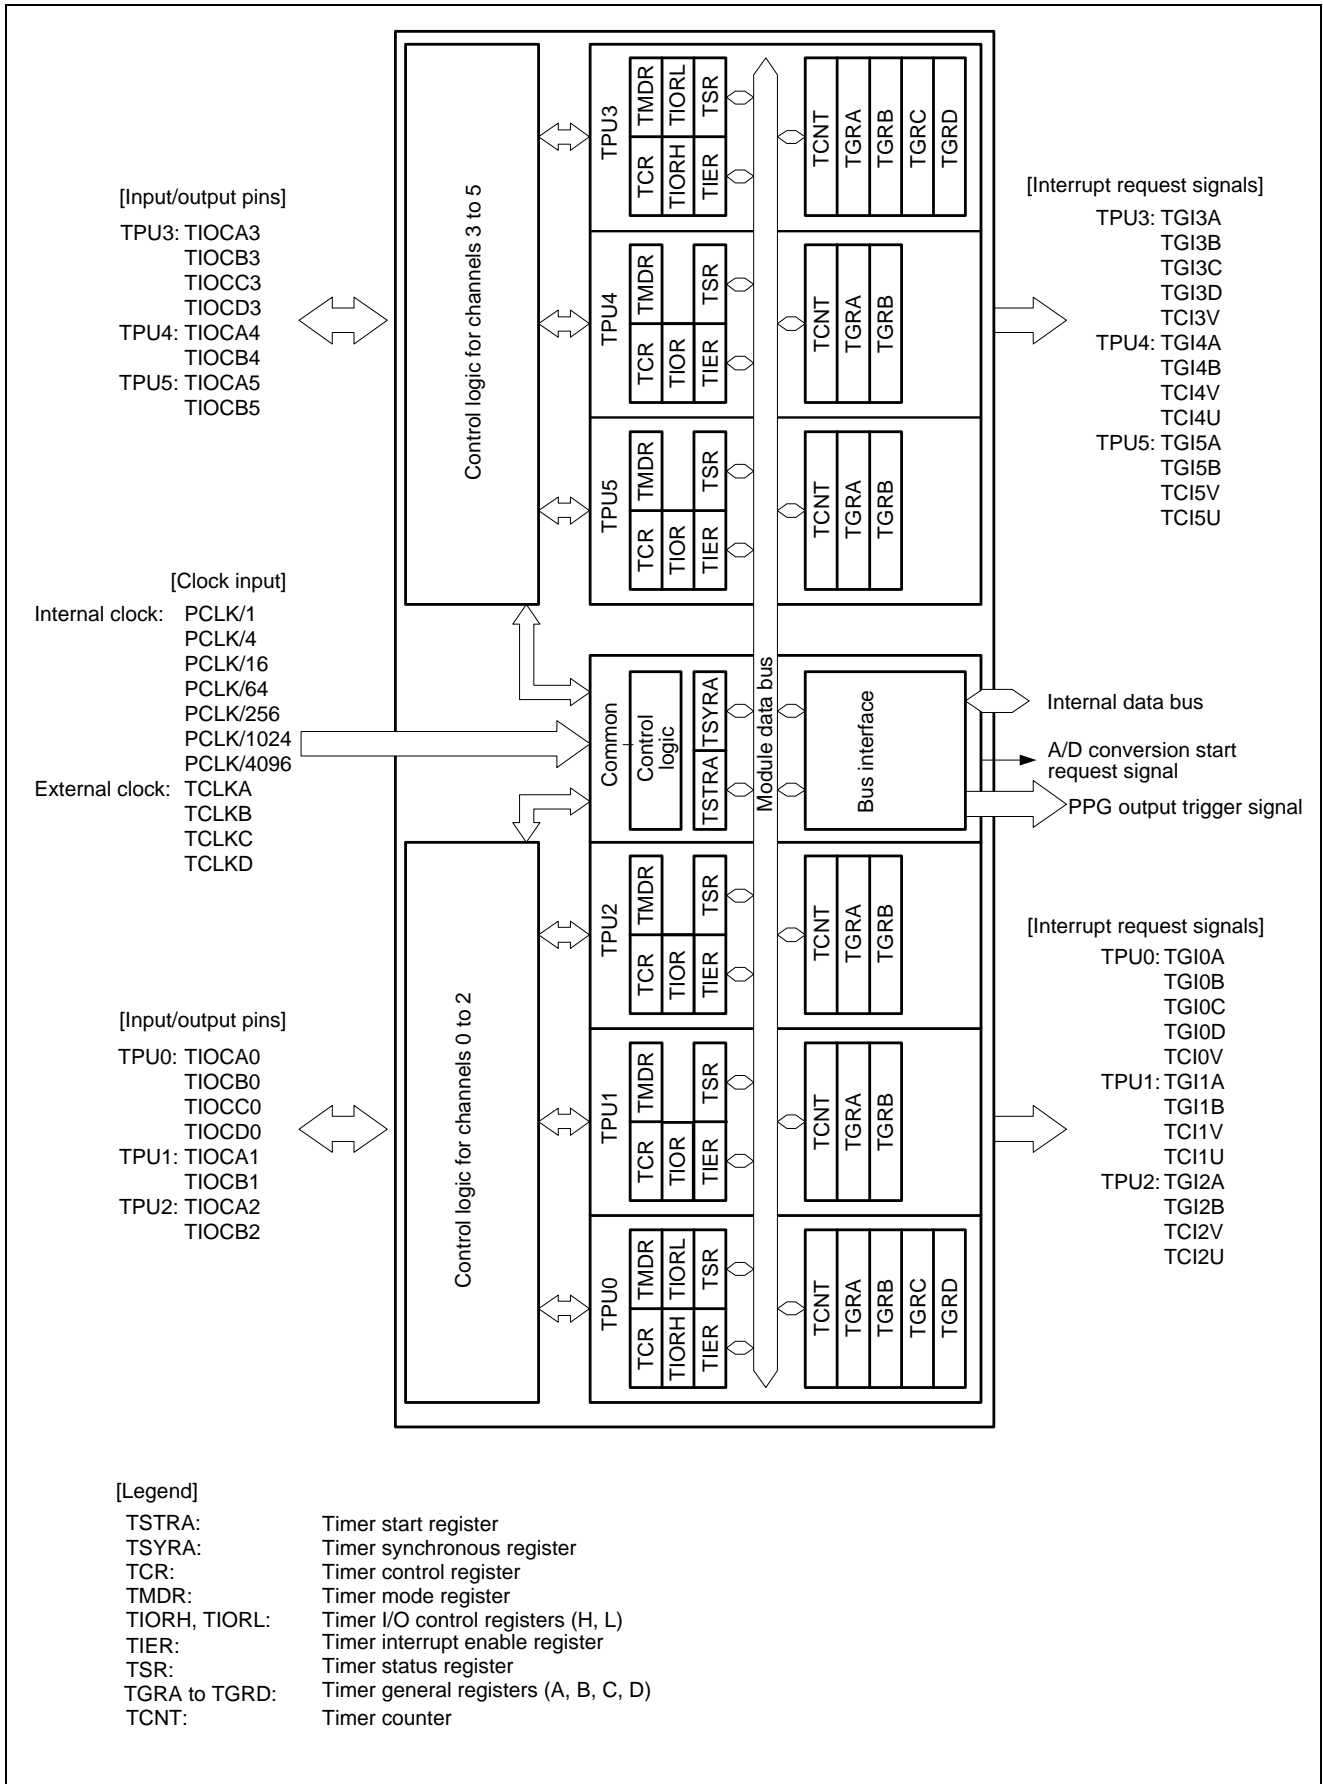 [Input/output pins]
TPU3: TIOCA3
TIOCB3
TIOCC3
TIOCD3
TPU4: TIOCA4
TIOCB4
TPU5: TIOCA5
TIOCB5
[Clock input]
Internal clock: PCLK/1
PCLK/4
PCLK/16
PCLK/64
PCLK/256
PCLK/1024
PCLK/4096
External clock: TCLKA
TCLKB
TCLKC
TCLKD
[Input/output pins]
TPU0: TIOCA0
TIOCB0
TIOCC0
TIOCD0
TPU1: TIOCA1
TIOCB1
TPU2: TIOCA2
TIOCB2
Control logic for channels 3 to 5
Control logic for channels 0 to 2
TPU3
TCR TMDR
TIORH TIORL
TIER TSR
TCNT
TGRA
TGRB
TGRC
TGRD
TPU4
TCR TMDR
TIOR
TIER TSR
TCNT
TGRA
TGRB
TPU5
TCR TMDR
TIOR
TIER TSR
TCNT
TGRA
TGRB
Common
Control
logic
TSTRA TSYRA
Module data bus
Bus interface
TPU2
TCR TMDR
TIOR
TIER TSR
TCNT
TGRA
TGRB
TPU1
TCR TMDR
TIOR
TIER TSR
TCNT
TGRA
TGRB
TPU0
TCR TMDR
TIORH TIORL
TIER TSR
TCNT
TGRA
TGRB
TGRC
TGRD
[Interrupt request signals]
TPU3: TGI3A
TGI3B
TGI3C
TGI3D
TCI3V
TPU4: TGI4A
TGI4B
TCI4V
TCI4U
TPU5: TGI5A
TGI5B
TCI5V
TCI5U
Internal data bus
A/D conversion start
request signal
PPG output trigger signal
[Interrupt request signals]
TPU0: TGI0A
TGI0B
TGI0C
TGI0D
TCI0V
TPU1: TGI1A
TGI1B
TCI1V
TCI1U
TPU2: TGI2A
TGI2B
TCI2V
TCI2U
[Legend]
TSTRA: Timer start register
TSYRA: Timer synchronous register
TCR: Timer control register
TMDR: Timer mode register
TIORH, TIORL: Timer I/O control registers (H, L)
TIER: Timer interrupt enable register
TSR: Timer status register
TGRA to TGRD: Timer general registers (A, B, C, D)
TCNT: Timer counter